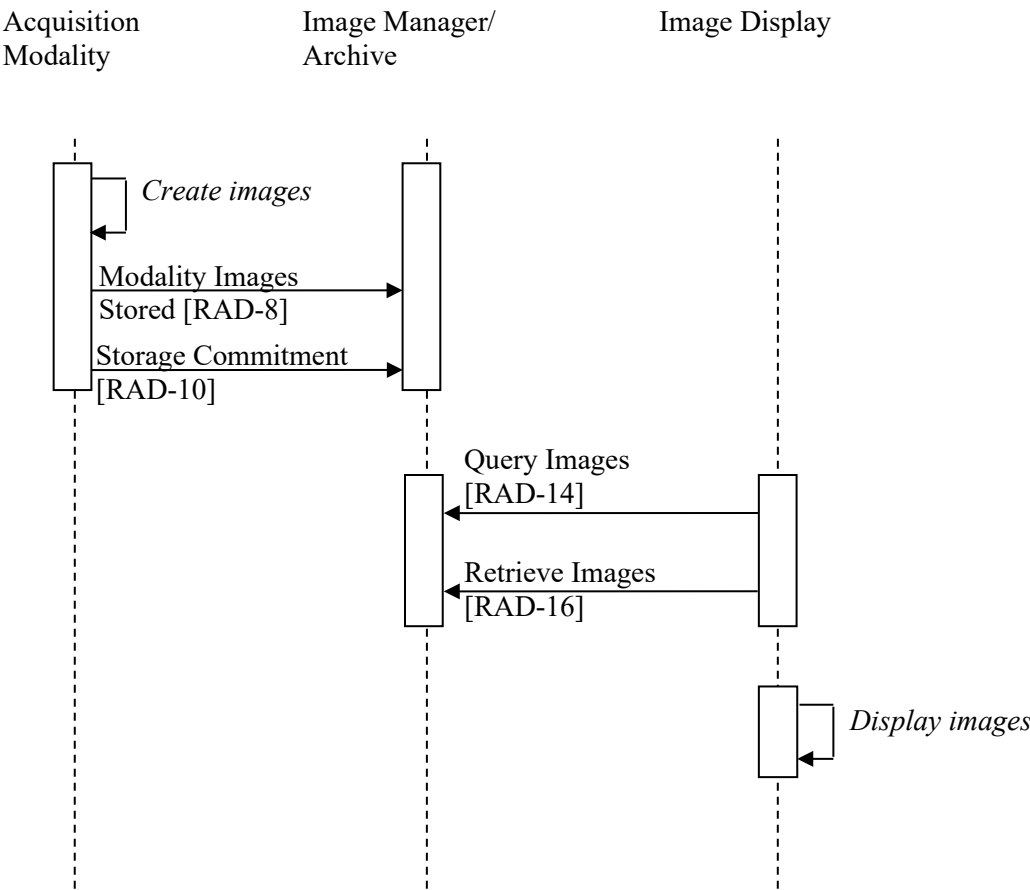 Acquisition
Modality
Image Manager/
Archive
Image Display
Create images
Modality Images
Stored [RAD-8]
Storage Commitment
[RAD-10]
Query Images
[RAD-14]
Retrieve Images
[RAD-16]
Display images